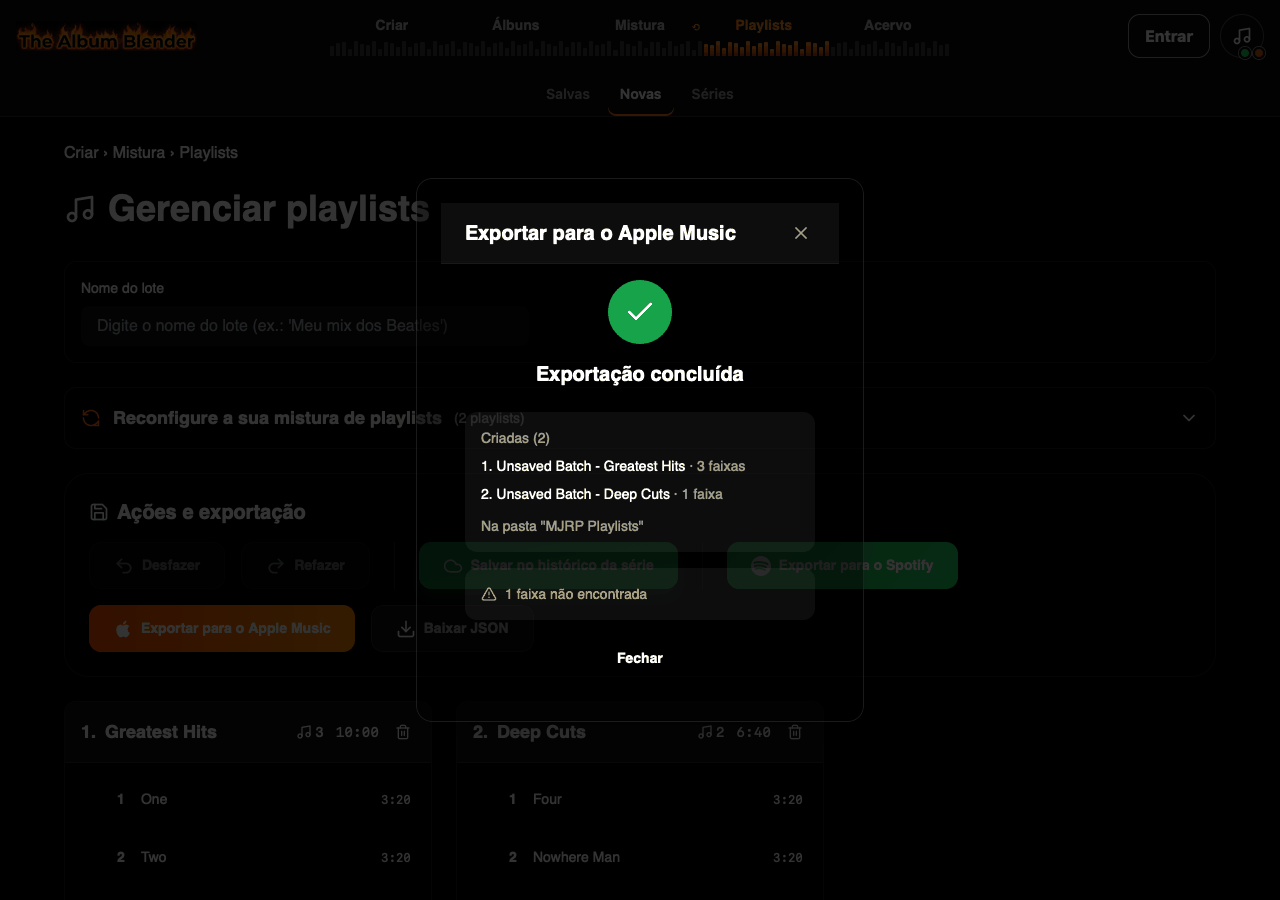 The Album Blender
Criar
Álbuns
Mistura
Playlists
Acervo
Entrar
Salvas
Novas
Séries
Criar › Mistura › Playlists
Gerenciar playlists
Nome do lote
Digite o nome do lote (ex.: 'Meu mix dos Beatles')
Reconfigure a sua mistura de playlists (2 playlists)
Ações e exportação
Desfazer
Refazer
Salvar no histórico da série
Exportar para o Spotify
Exportar para o Apple Music
Baixar JSON
Exportar para o Apple Music
Exportação concluída
Criadas (2)
1. Unsaved Batch - Greatest Hits · 3 faixas
2. Unsaved Batch - Deep Cuts · 1 faixa
Na pasta "MJRP Playlists"
1 faixa não encontrada
Fechar
1. Greatest Hits 3 10:00
1 One 3:20
2 Two 3:20
2. Deep Cuts 2 6:40
1 Four 3:20
2 Nowhere Man 3:20